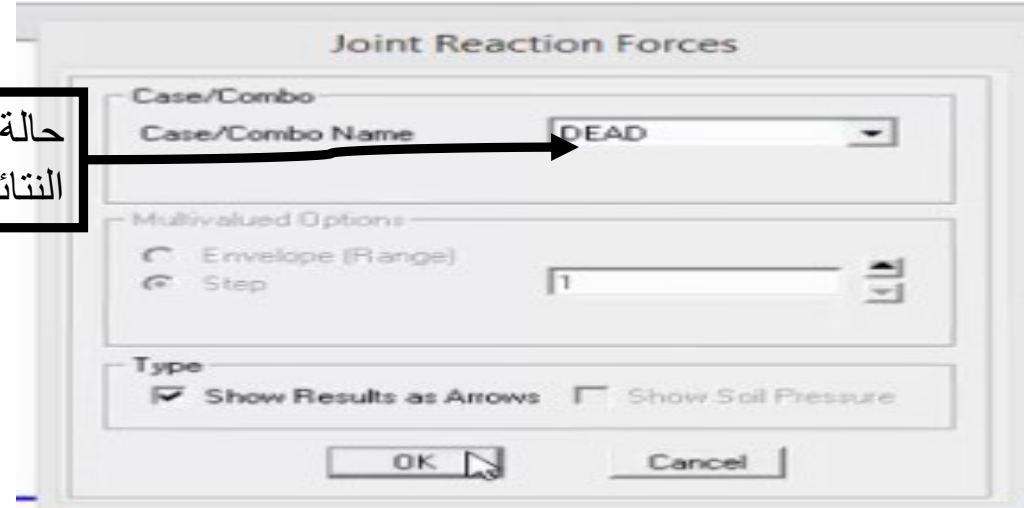 Joint Reaction Forces
Case/Combo
Case/Combo Name DEAD
حالة
Multivalued Options
Envelope (Range)
Step 1
Type
Show Results as Arrows Show Soil Pressure
OK Cancel